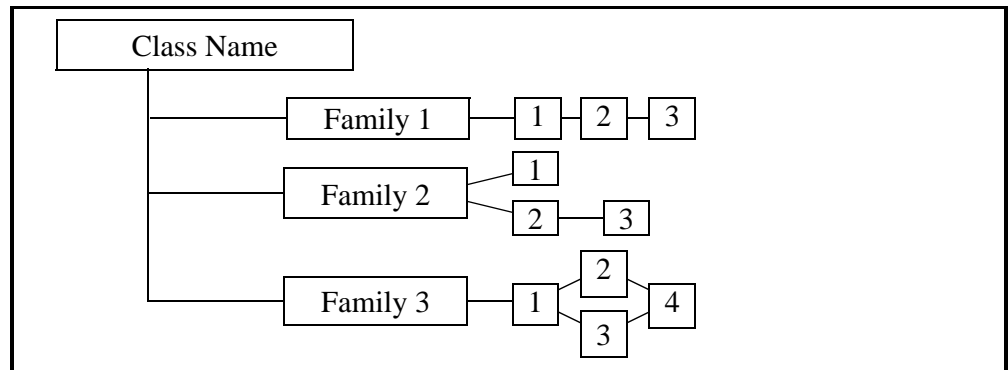 Class Name
Family 1 1 2 3
1
Family 2
2 3
2
Family 3 1 4
3